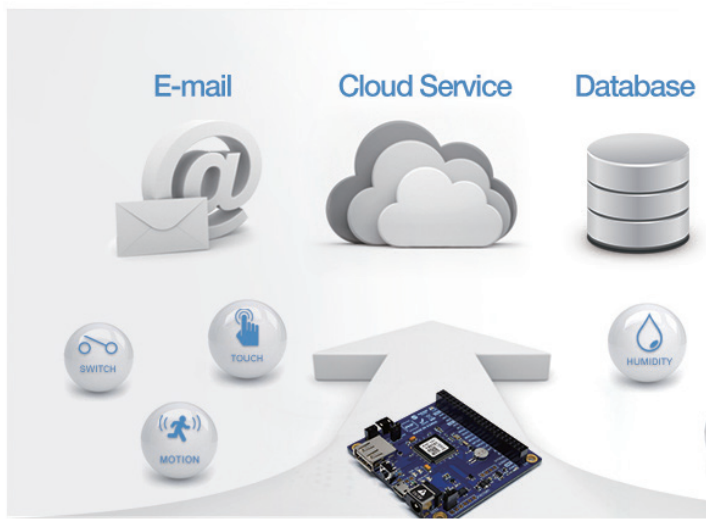 E-mail
Cloud Service
Database
SWITCH
TOUCH
MOTION
HUMIDITY